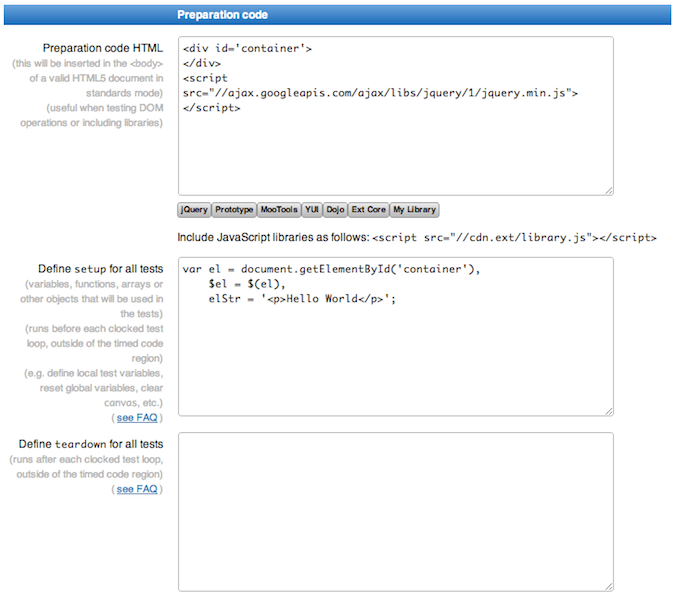 Preparation code
Preparation code HTML
(this will be inserted in the <body>
of a valid HTML5 document in
standards mode)
(useful when testing DOM
operations or including libraries)
<div id='container'>
</div>
<script
src="//ajax.googleapis.com/ajax/libs/jquery/1/jquery.min.js">
</script>
jQuery Prototype MooTools YUI Dojo Ext Core My Library
Include JavaScript libraries as follows: <script src="//cdn.ext/library.js"></script>
Define setup for all tests
(variables, functions, arrays or
other objects that will be used in
the tests)
(runs before each clocked test
loop, outside of the timed code
region)
(e.g. define local test variables,
reset global variables, clear
canvas, etc.)
(see FAQ)
var el = document.getElementById('container'),
    $el = $(el),
    elStr = '<p>Hello World</p>';
Define teardown for all tests
(runs after each clocked test loop,
outside of the timed code region)
(see FAQ)